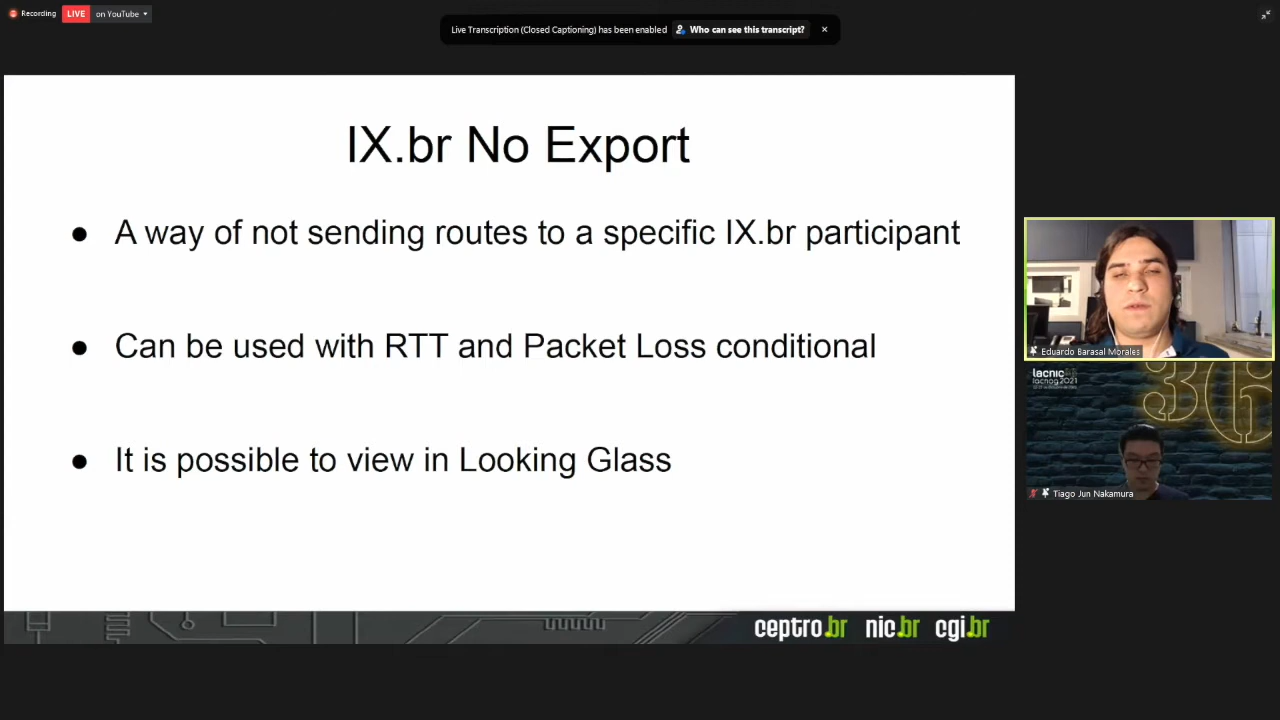 Recording
LIVE
on YouTube
Live Transcription (Closed Captioning) has been enabled
Who can see this transcript?
IX.br No Export
● A way of not sending routes to a specific IX.br participant
● Can be used with RTT and Packet Loss conditional
● It is possible to view in Looking Glass
ceptro.br nic.br cgi.br
Eduardo Barasal Morales
lacnic36
lacnog2021
36
Tiago Jun Nakamura